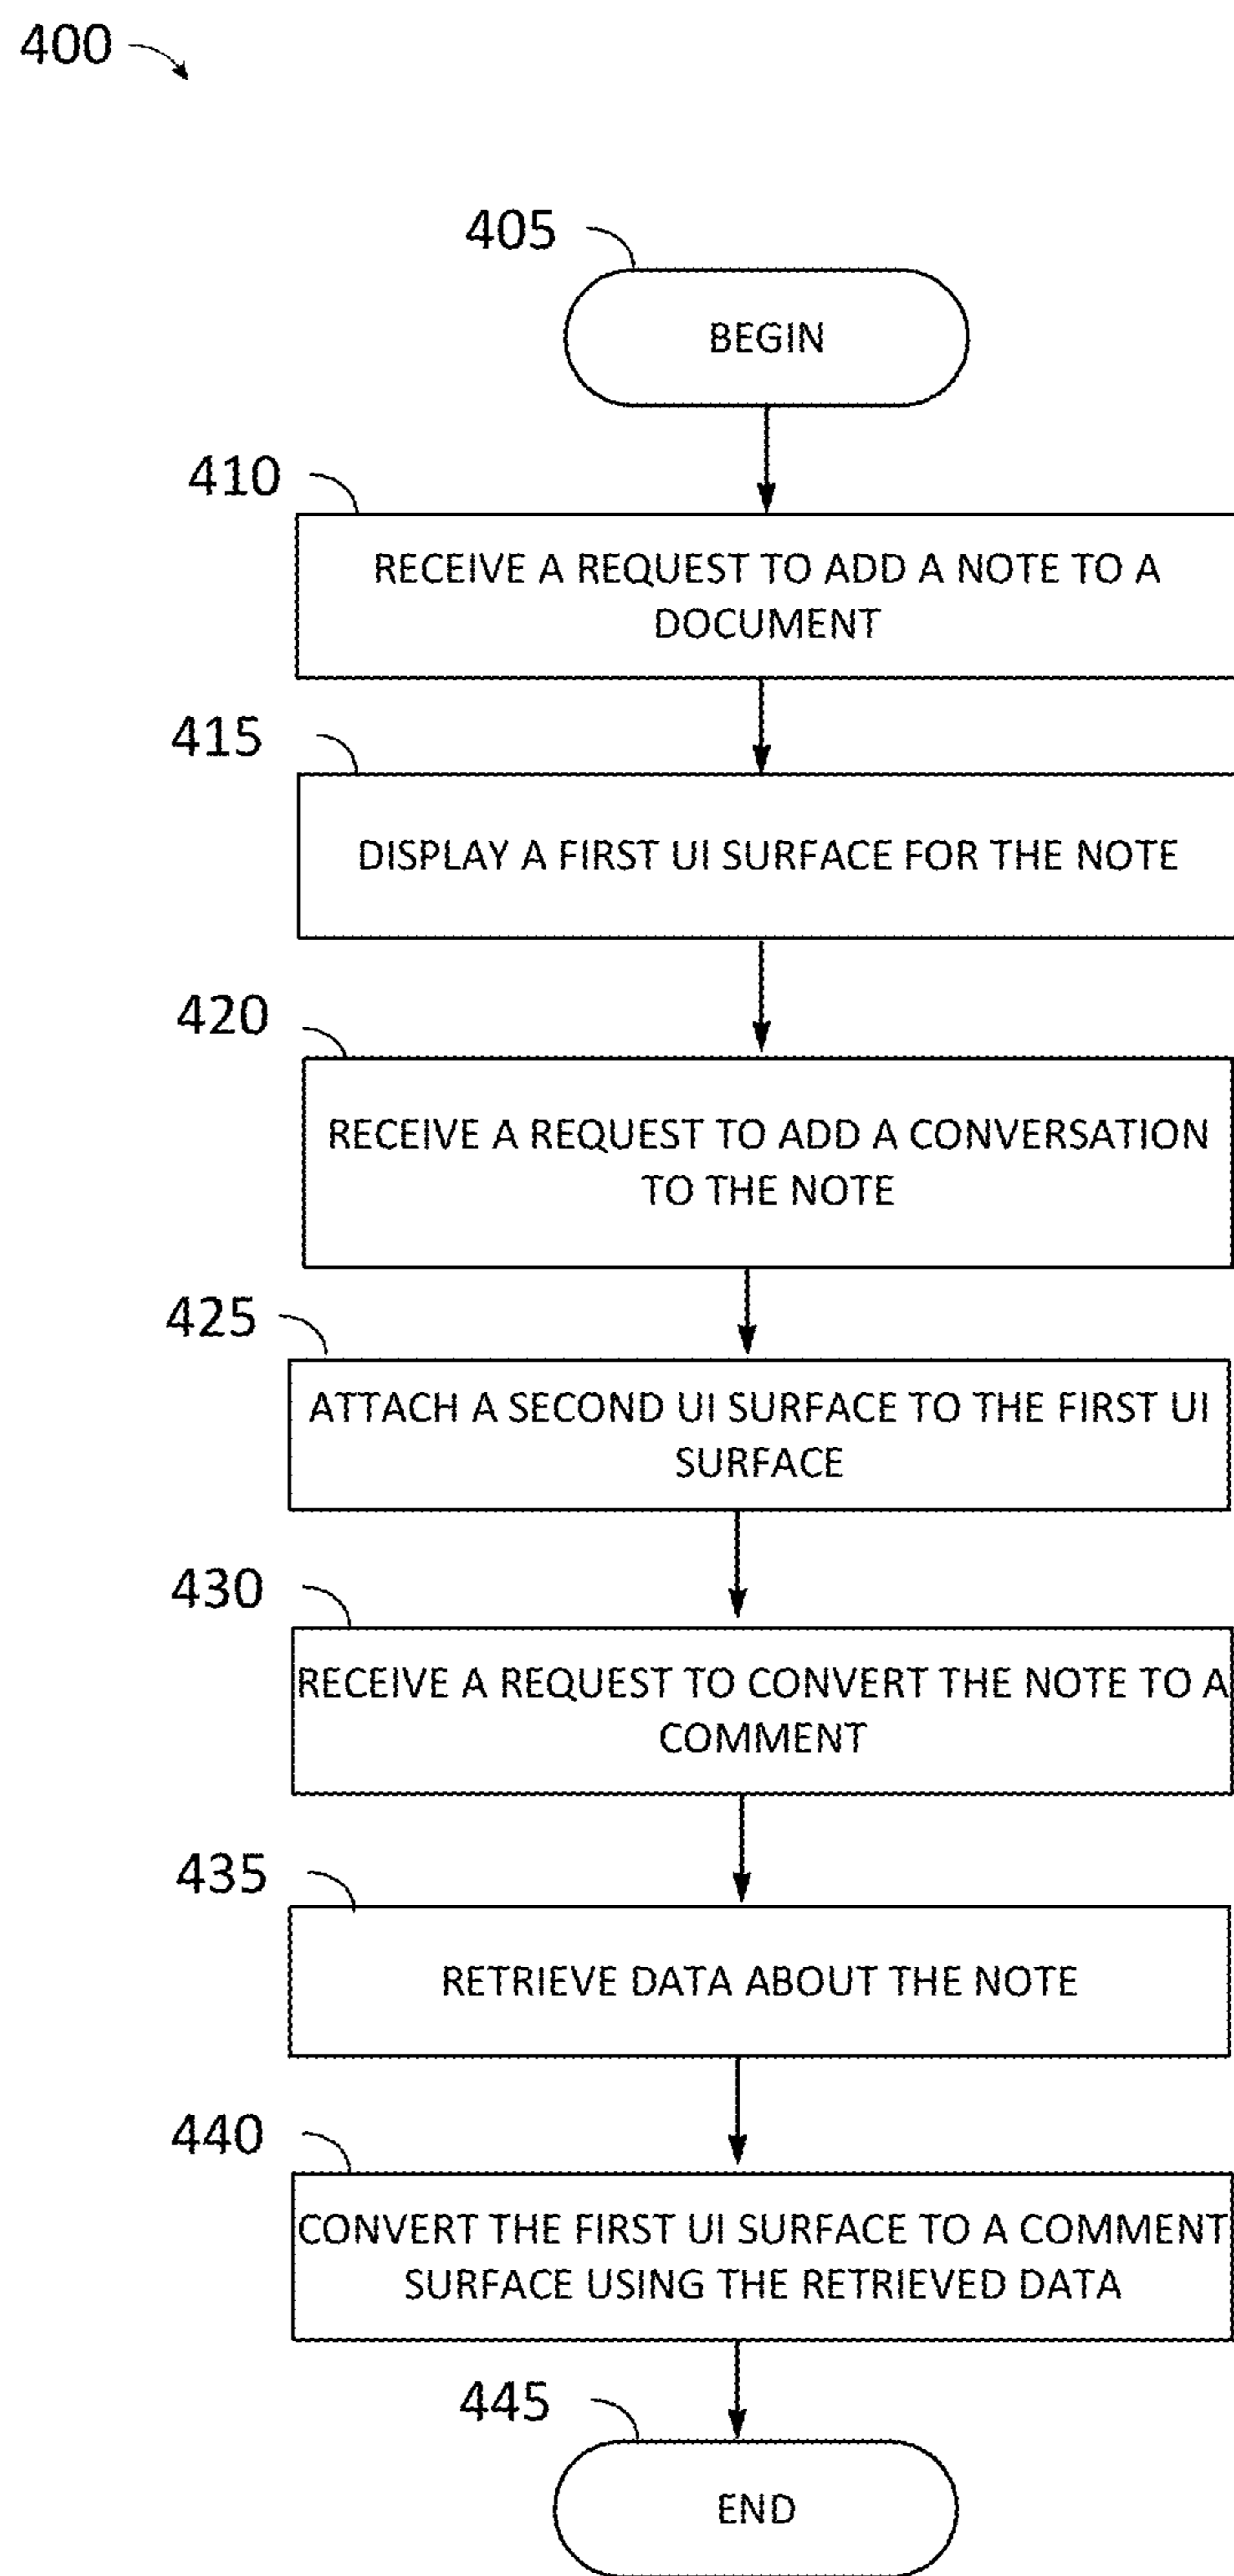 400
405
BEGIN
410
RECEIVE A REQUEST TO ADD A NOTE TO A
DOCUMENT
415
DISPLAY A FIRST UI SURFACE FOR THE NOTE
420
RECEIVE A REQUEST TO ADD A CONVERSATION
TO THE NOTE
425
ATTACH A SECOND UI SURFACE TO THE FIRST UI
SURFACE
430
RECEIVE A REQUEST TO CONVERT THE NOTE TO A
COMMENT
435
RETRIEVE DATA ABOUT THE NOTE
440
CONVERT THE FIRST UI SURFACE TO A COMMENT
SURFACE USING THE RETRIEVED DATA
445
END